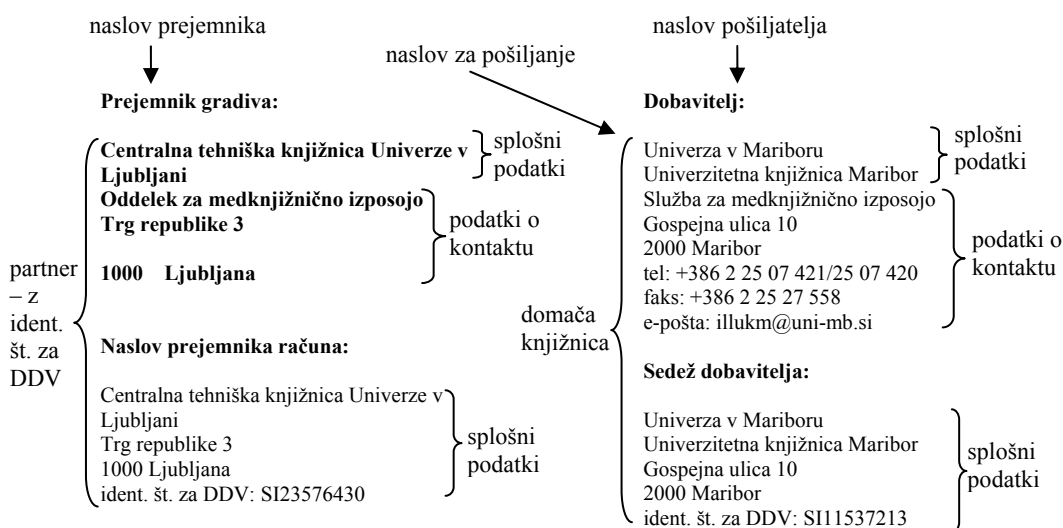 naslov prejemnika
naslov za pošiljanje
naslov pošiljatelja
Prejemnik gradiva:
Centralna tehniška knjižnica Univerze v
Ljubljani
splošni
podatki
Oddelek za medknjižnično izposojo
Trg republike 3
1000 Ljubljana
podatki o
kontaktu
partner
– z
ident.
št. za
DDV
Naslov prejemnika računa:
Centralna tehniška knjižnica Univerze v
Ljubljani
Trg republike 3
1000 Ljubljana
ident. št. za DDV: SI23576430
splošni
podatki
Dobavitelj:
Univerza v Mariboru
Univerzitetna knjižnica Maribor
splošni
podatki
Služba za medknjižnično izposojo
Gospejna ulica 10
2000 Maribor
tel: +386 2 25 07 421/25 07 420
faks: +386 2 25 27 558
e-pošta: illukm@uni-mb.si
podatki o
kontaktu
domača
knjižnica
Sedež dobavitelja:
Univerza v Mariboru
Univerzitetna knjižnica Maribor
Gospejna ulica 10
2000 Maribor
ident. št. za DDV: SI11537213
splošni
podatki